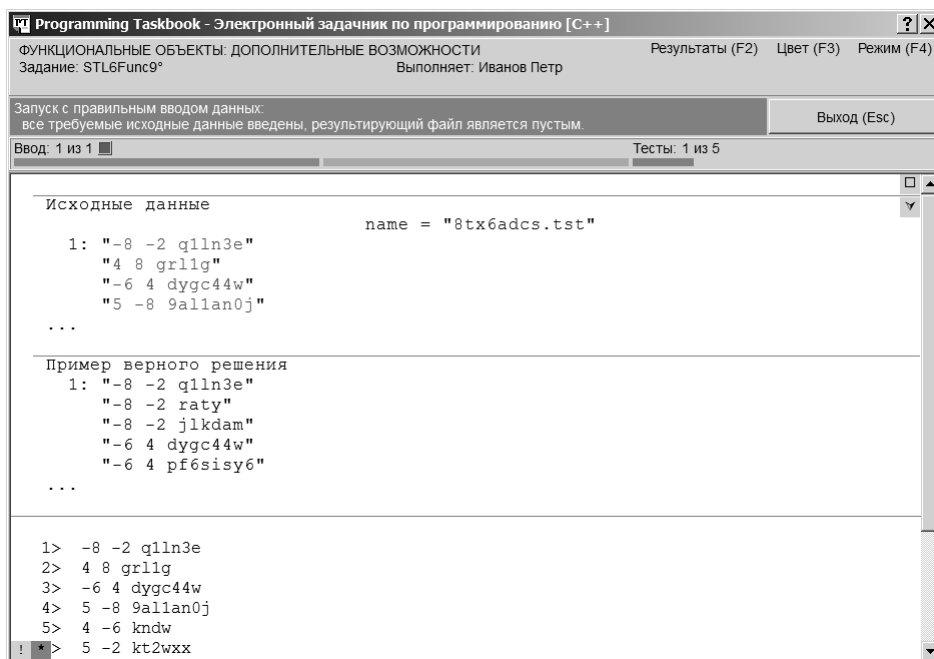 Programming Taskbook - Электронный задачник по программированию [C++]
ФУНКЦИОНАЛЬНЫЕ ОБЪЕКТЫ: ДОПОЛНИТЕЛЬНЫЕ ВОЗМОЖНОСТИ Результаты (F2) Цвет (F3) Режим (F4)
Задание: STL6Func9° Выполняет: Иванов Петр
Запуск с правильным вводом данных:
все требуемые исходные данные введены, результирующий файл является пустым.
Выход (Esc)
Ввод: 1 из 1 Тесты: 1 из 5
Исходные данные
name = "8tx6adcs.tst"
1: "-8 -2 q1ln3e"
"4 8 grl1g"
"-6 4 dygc44w"
"5 -8 9al1an0j"
...
Пример верного решения
1: "-8 -2 q1ln3e"
"-8 -2 raty"
"-8 -2 jlkdam"
"-6 4 dygc44w"
"-6 4 pf6sisy6"
...
1> -8 -2 q1ln3e
2> 4 8 grl1g
3> -6 4 dygc44w
4> 5 -8 9al1an0j
5> 4 -6 kndw
! *> 5 -2 kt2wxx